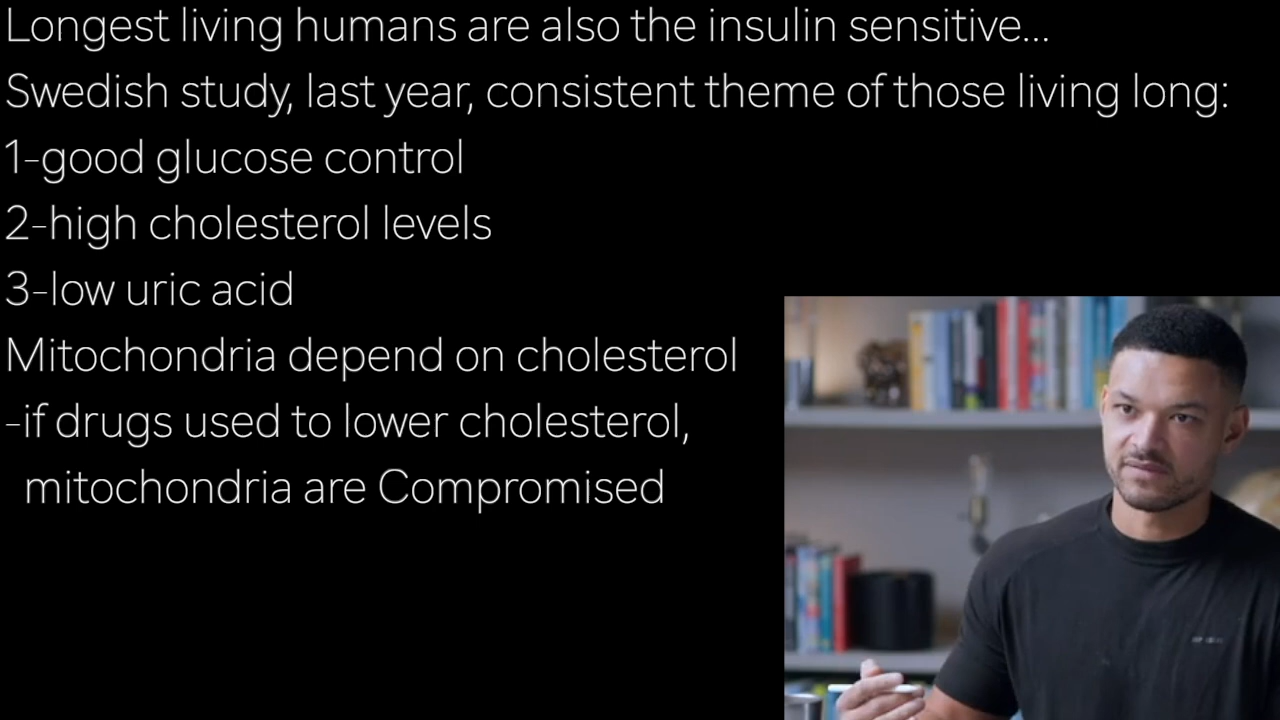 Longest living humans are also the insulin sensitive...
Swedish study, last year, consistent theme of those living long:
1-good glucose control
2-high cholesterol levels
3-low uric acid
Mitochondria depend on cholesterol
-if drugs used to lower cholesterol,
mitochondria are Compromised